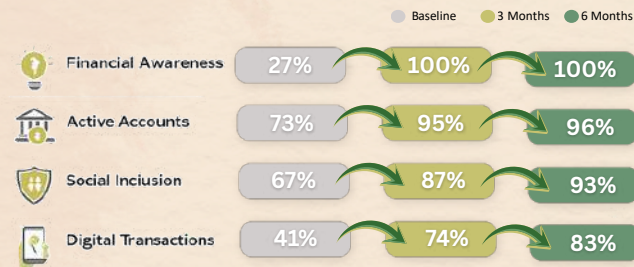 Baseline 3 Months 6 Months
Financial Awareness 27% 100% 100%
Active Accounts 73% 95% 96%
Social Inclusion 67% 87% 93%
Digital Transactions 41% 74% 83%